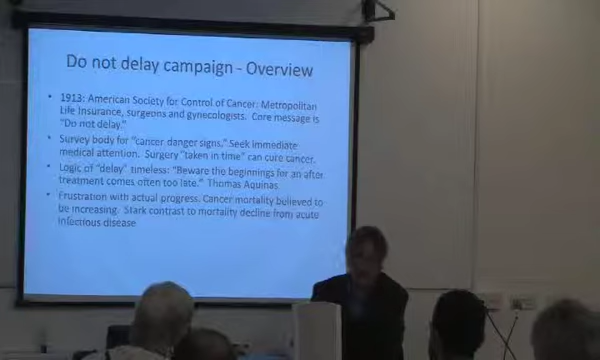 Do not delay campaign - Overview
• 1913: American Society for Control of Cancer: Metropolitan
Life Insurance, surgeons and gynecologists. Core message is
"Do not delay."
• Survey body for "cancer danger signs." Seek immediate
medical attention. Surgery "taken in time" can cure cancer.
• Logic of "delay" timeless: "Beware the beginnings for an after
treatment comes often too late." Thomas Aquinas
• Frustration with actual progress. Cancer mortality believed to
be increasing. Stark contrast to mortality decline from acute
infectious disease